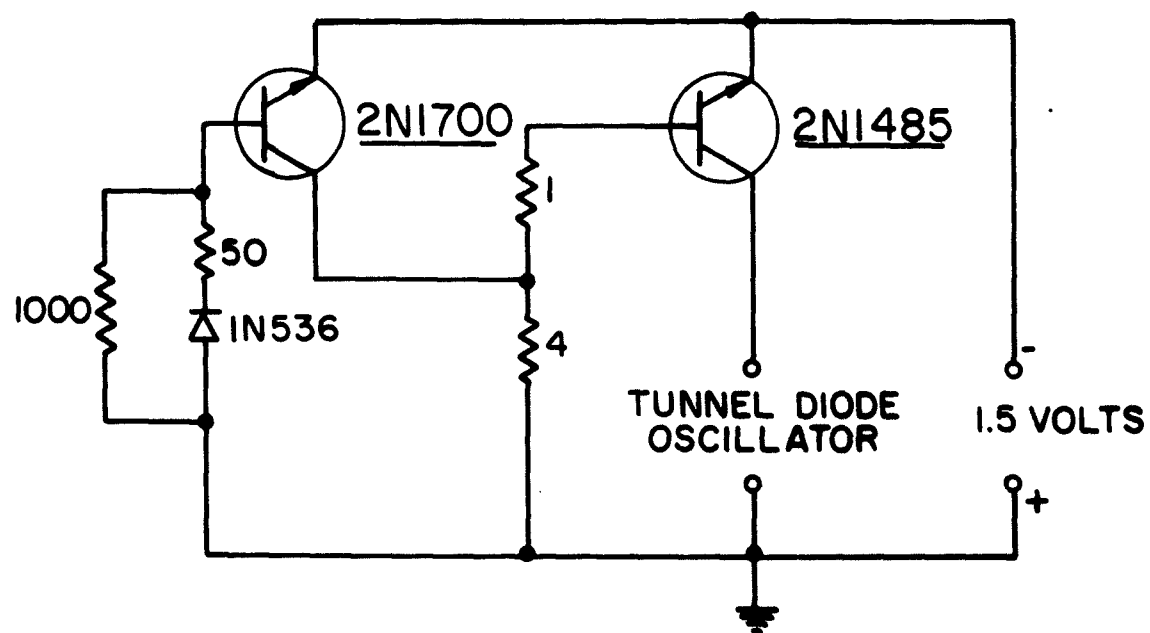 2N1700
2N1485
1
50
1000
1N536
4
-
TUNNEL DIODE
OSCILLATOR
1.5 VOLTS
+